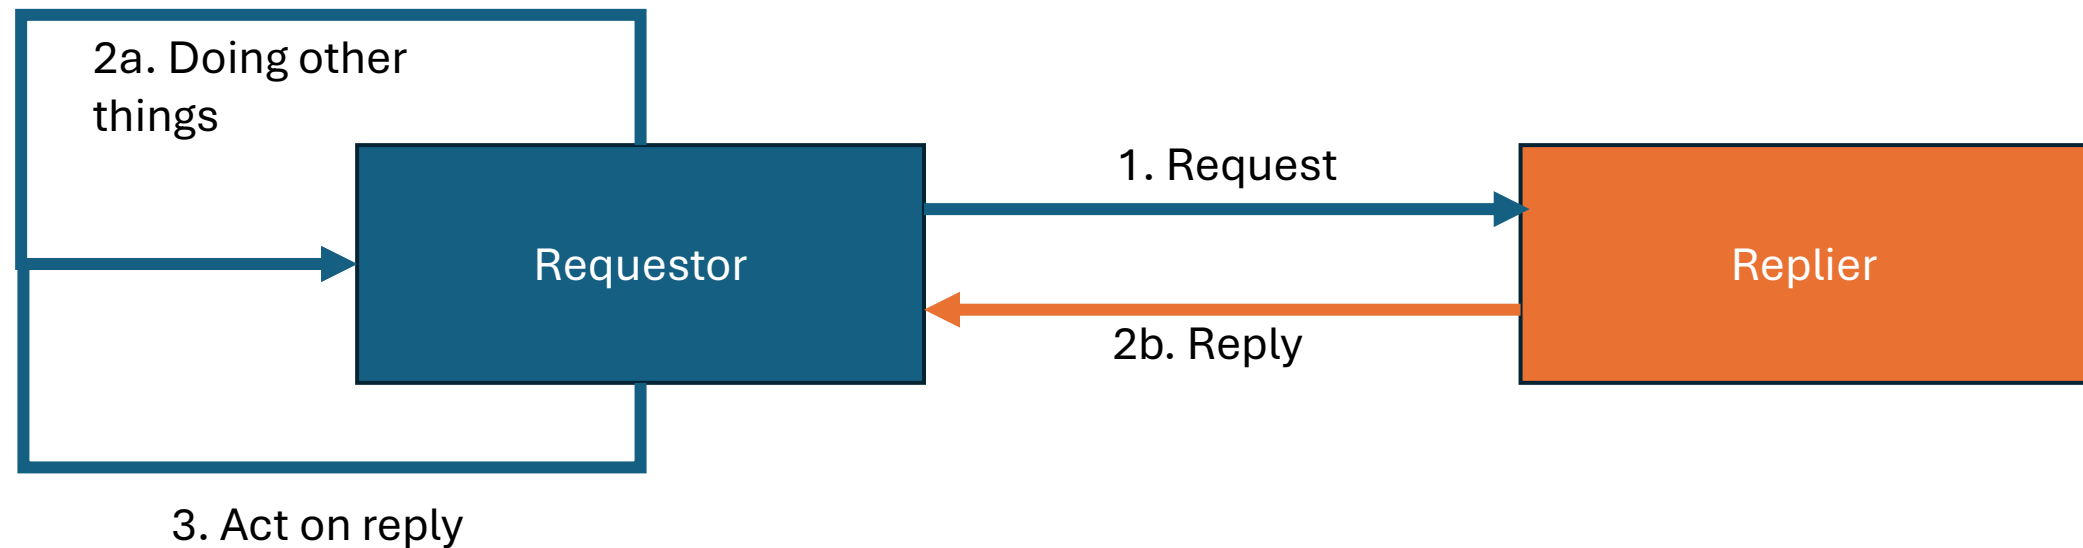 2a. Doing other
things
1. Request
Requestor
Replier
2b. Reply
3. Act on reply